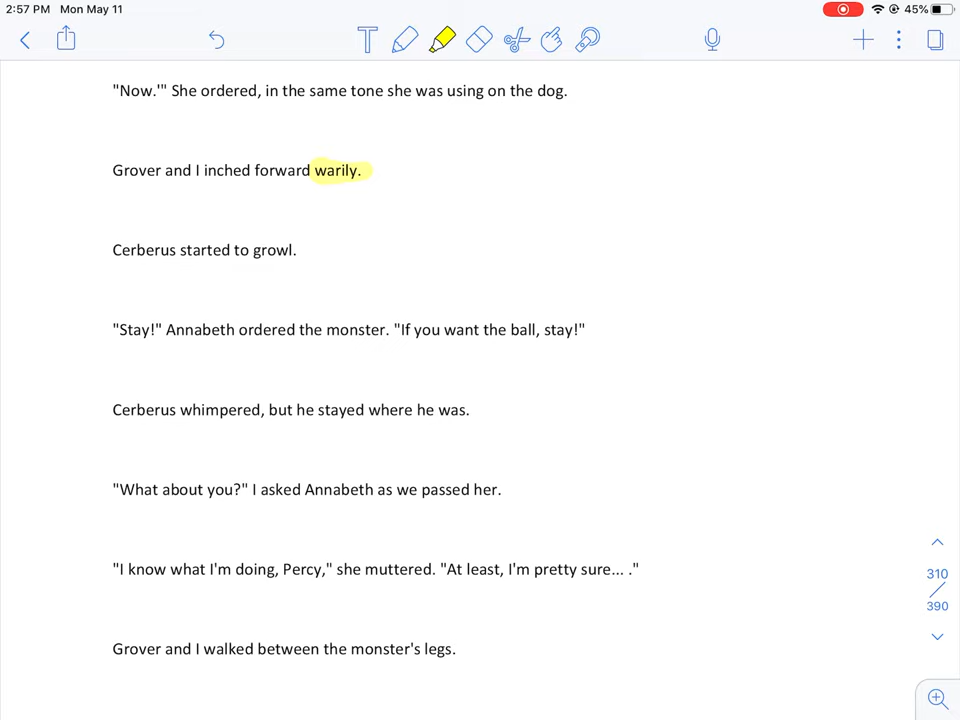 2:57 PM Mon May 11
45%
"Now.'" She ordered, in the same tone she was using on the dog.
Grover and I inched forward warily.
Cerberus started to growl.
"Stay!" Annabeth ordered the monster. "If you want the ball, stay!"
Cerberus whimpered, but he stayed where he was.
"What about you?" I asked Annabeth as we passed her.
"I know what I'm doing, Percy," she muttered. "At least, I'm pretty sure... ."
Grover and I walked between the monster's legs.
310
390